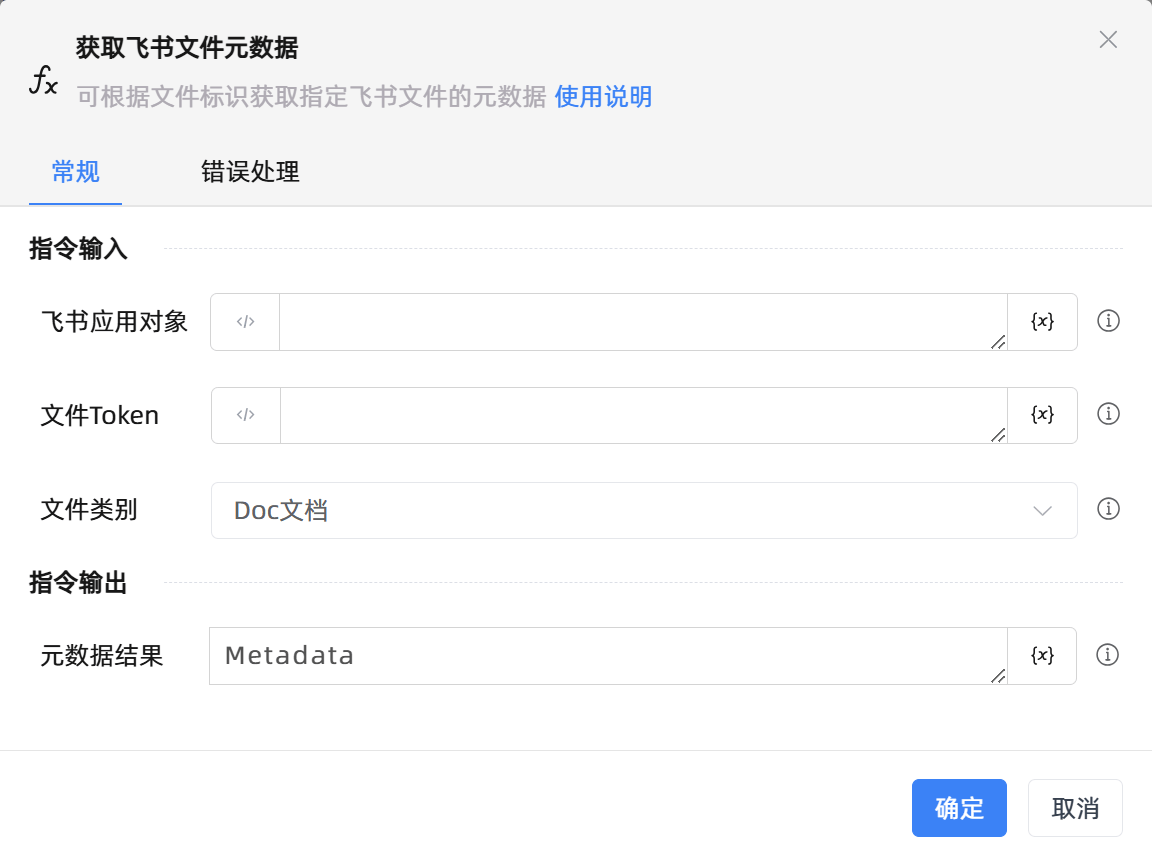 获取飞书文件元数据
fx
可根据文件标识获取指定飞书文件的元数据 使用说明
常规 错误处理
指令输入
飞书应用对象 </> {x}
文件Token </> {x}
文件类别 Doc文档
指令输出
元数据结果 Metadata {x}
确定 取消